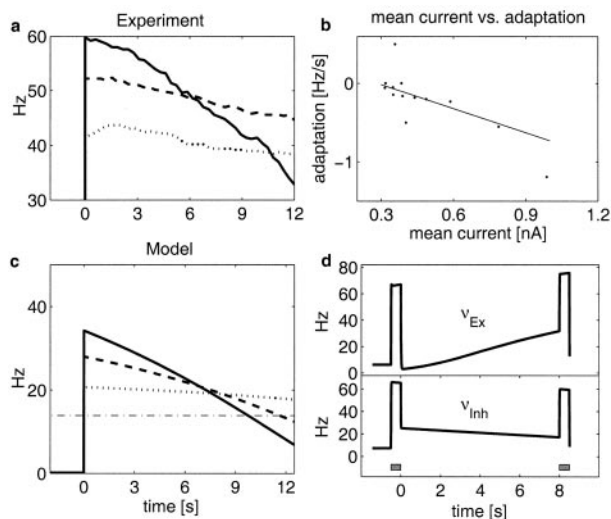 Experiment
a
60
50
40
30
Hz
0 3 6 9 12
mean current vs. adaptation
b
0
-1
adaptation [Hz/s]
0.3 0.6 0.9 1.2
mean current [nA]
Model
c
40
20
0
Hz
0 3 6 9 12
time [s]
d
80
60
40
20
0
Hz
νEx
80
60
40
20
0
Hz
νInh
0 2 4 6 8
time [s]